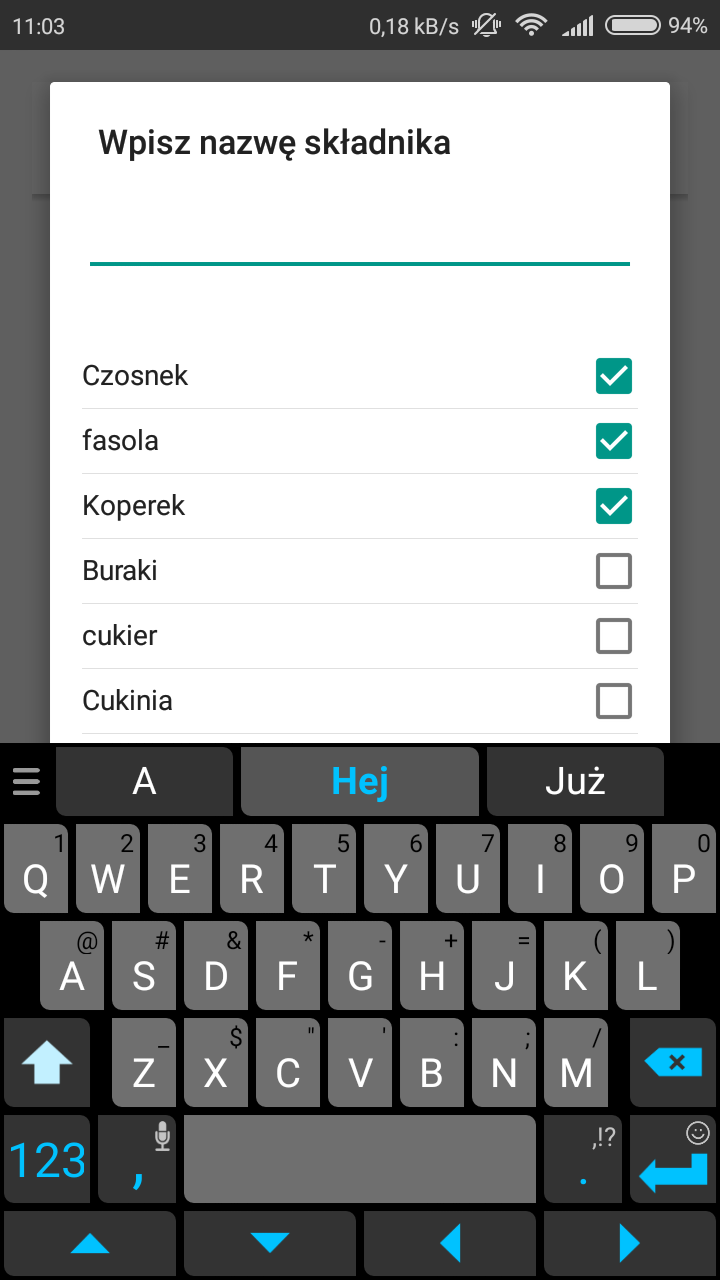 11:03 0,18 kB/s 94%
Wpisz nazwę składnika
Czosnek
fasola
Koperek
Buraki
cukier
Cukinia
A Hej Już
1 2 3 4 5 6 7 8 9 0
Q W E R T Y U I O P
@ # & * - + = ( )
A S D F G H J K L
_ $ " ' : ; /
Z X C V B N M
123 , ,!? .